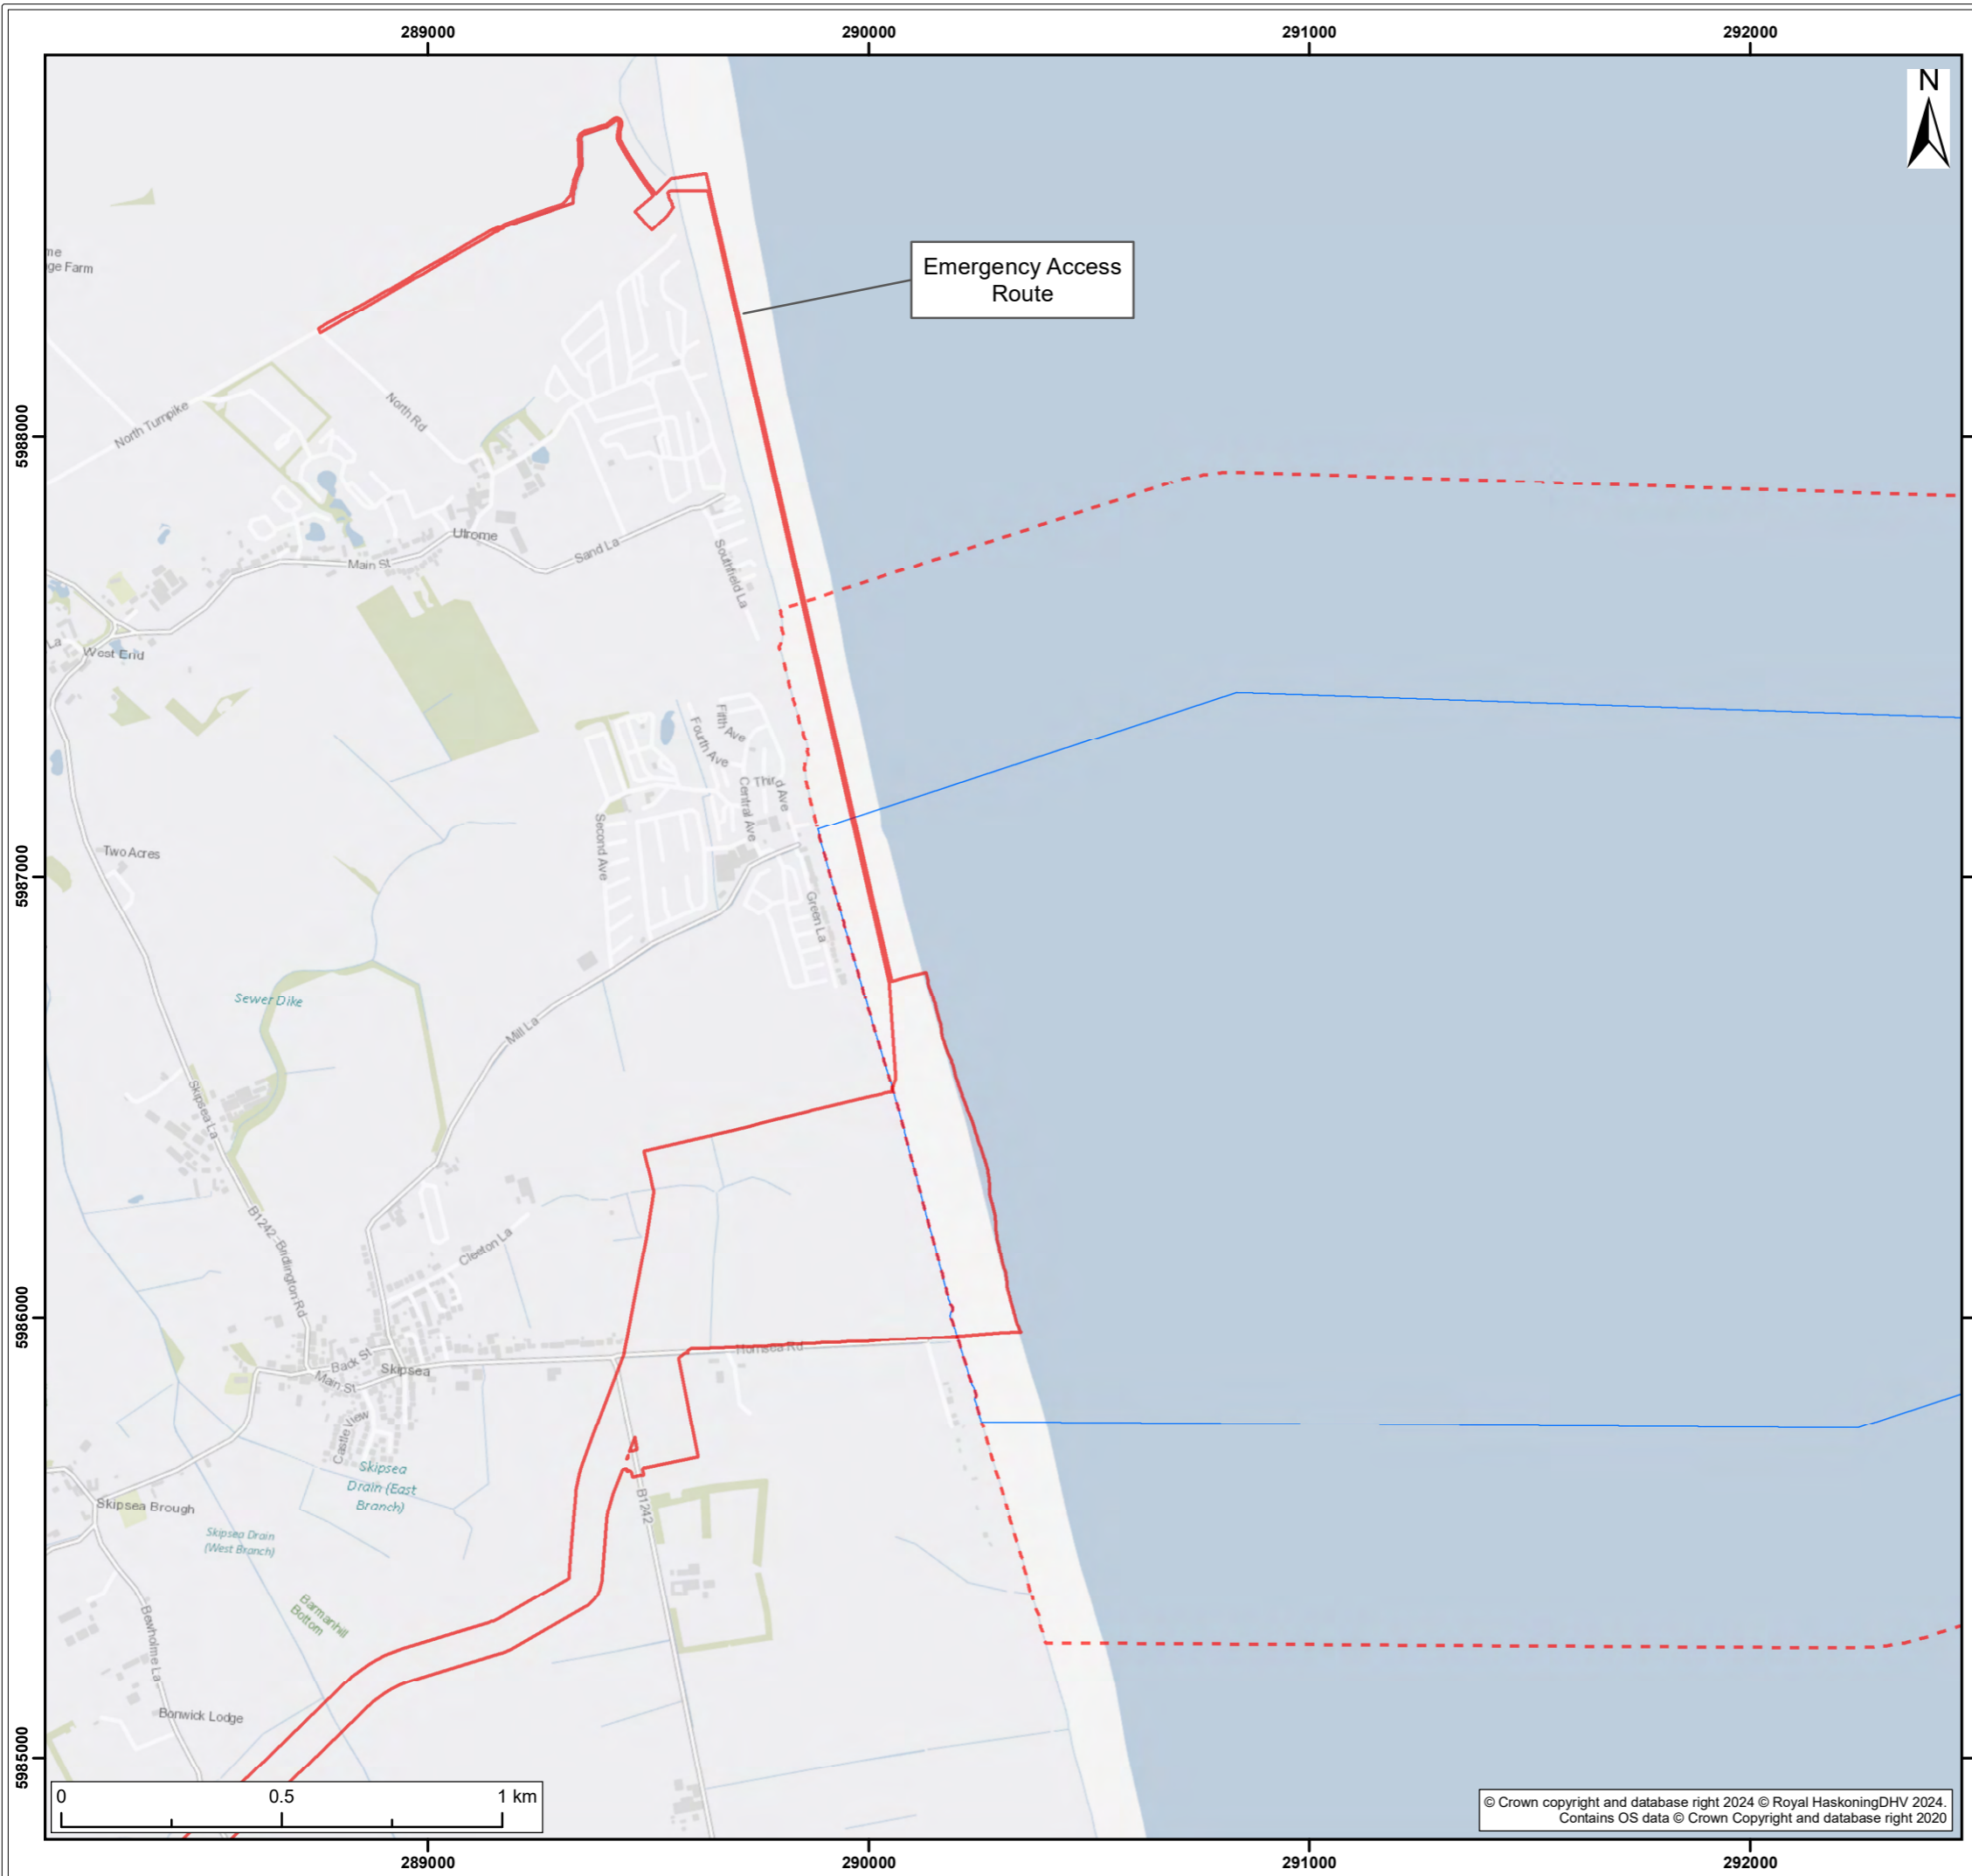 289000
290000
291000
292000
N
Emergency Access
Route
ge Farm
5988000
North Turnpike
North Rd
Ulrome
Main St
Sand La
Southfield La
La
West End
Fifth Ave
Fourth Ave
Third Ave
Central Ave
Second Ave
5987000
Two Acres
Green La
Sewer Dike
Mill La
Skipsea La
B1242
Bridlington Rd
Cleeton La
5986000
Hornsea Rd
Back St
Main St
Skipsea
Castle View
Skipsea
Drain (East
Branch)
B1242
Skipsea Brough
Skipsea Drain
(West Branch)
Barmanhill
Bottom
Bewholme La
Bonwick Lodge
5985000
0 0.5 1 km
© Crown copyright and database right 2024 © Royal HaskoningDHV 2024.
Contains OS data © Crown Copyright and database right 2020
289000
290000
291000
292000